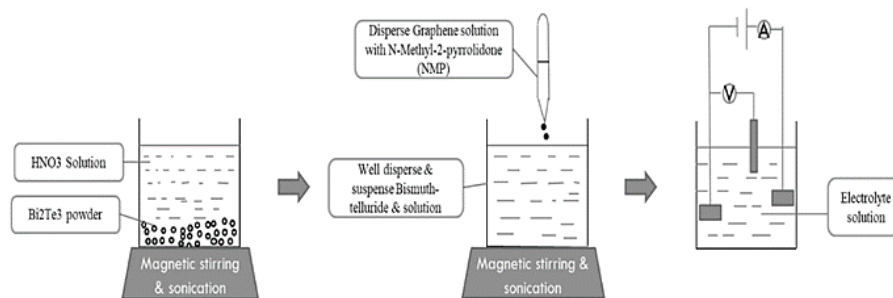 HNO3 Solution
Bi2Te3 powder
Magnetic stirring
& sonication
Disperse Graphene solution
with N-Methyl-2-pyrrolidone
(NMP)
Well disperse &
suspense Bismuth-
telluride & solution
Magnetic stirring &
sonication
A
V
Electrolyte
solution